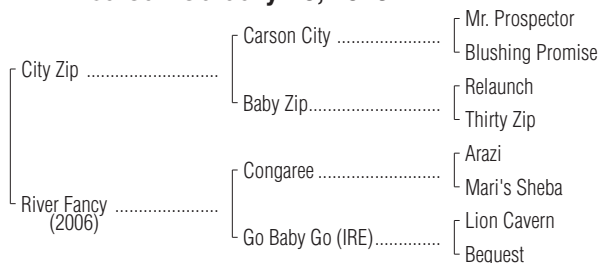 Mr. Prospector
Carson City ....................
Blushing Promise
City Zip .........................
Relaunch
Baby Zip.........................
Thirty Zip
Arazi
Congaree .......................
Mari's Sheba
River Fancy ....................
(2006)
Lion Cavern
Go Baby Go (IRE).............
Bequest